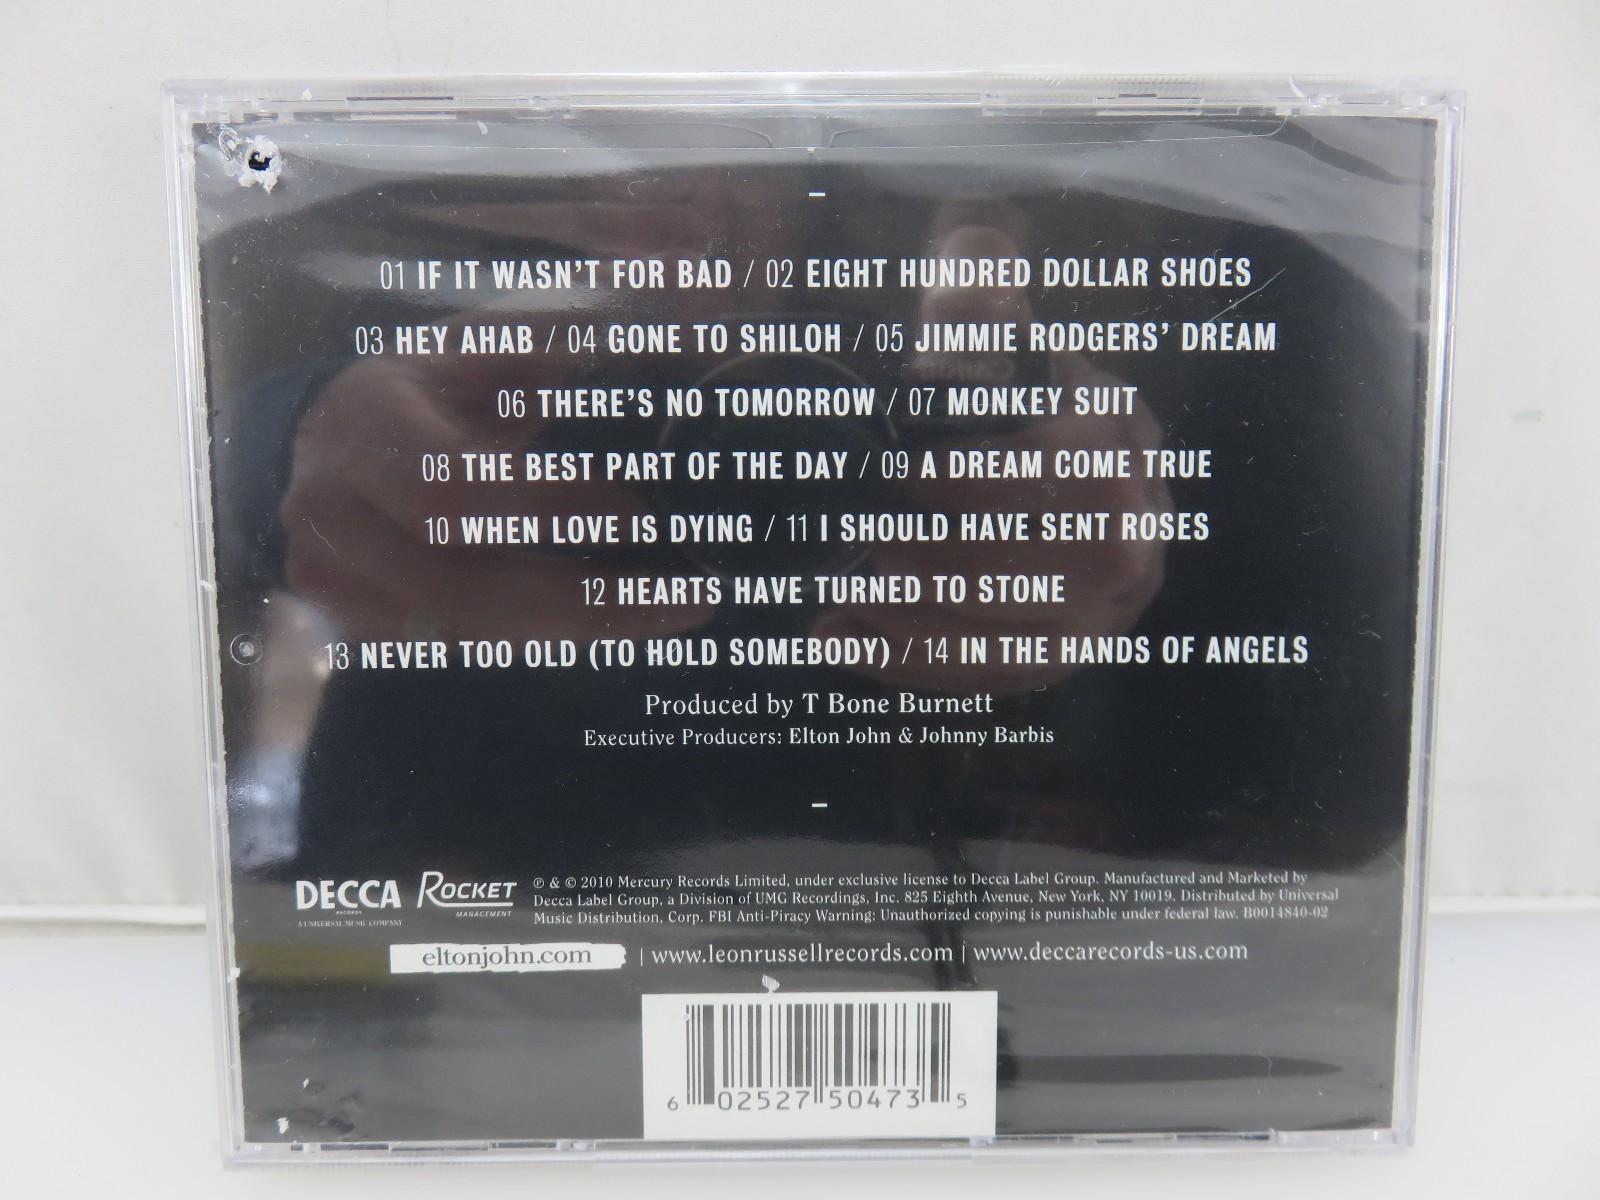 01 IF IT WASN'T FOR BAD / 02 EIGHT HUNDRED DOLLAR SHOES
03 HEY AHAB / 04 GONE TO SHILOH / 05 JIMMIE RODGERS' DREAM
06 THERE'S NO TOMORROW / 07 MONKEY SUIT
08 THE BEST PART OF THE DAY / 09 A DREAM COME TRUE
10 WHEN LOVE IS DYING / 11 I SHOULD HAVE SENT ROSES
12 HEARTS HAVE TURNED TO STONE
13 NEVER TOO OLD (TO HOLD SOMEBODY) / 14 IN THE HANDS OF ANGELS
Produced by T Bone Burnett
Executive Producers: Elton John & Johnny Barbis
DECCA
RECORDS
A UNIVERSAL MUSIC COMPANY
ROCKET
MANAGEMENT
℗ & © 2010 Mercury Records Limited, under exclusive license to Decca Label Group. Manufactured and Marketed by
Decca Label Group, a Division of UMG Recordings, Inc. 825 Eighth Avenue, New York, NY 10019. Distributed by Universal
Music Distribution, Corp. FBI Anti-Piracy Warning: Unauthorized copying is punishable under federal law. B0014840-02
eltonjohn.com | www.leonrussellrecords.com | www.deccarecords-us.com
6 02527 50473 5